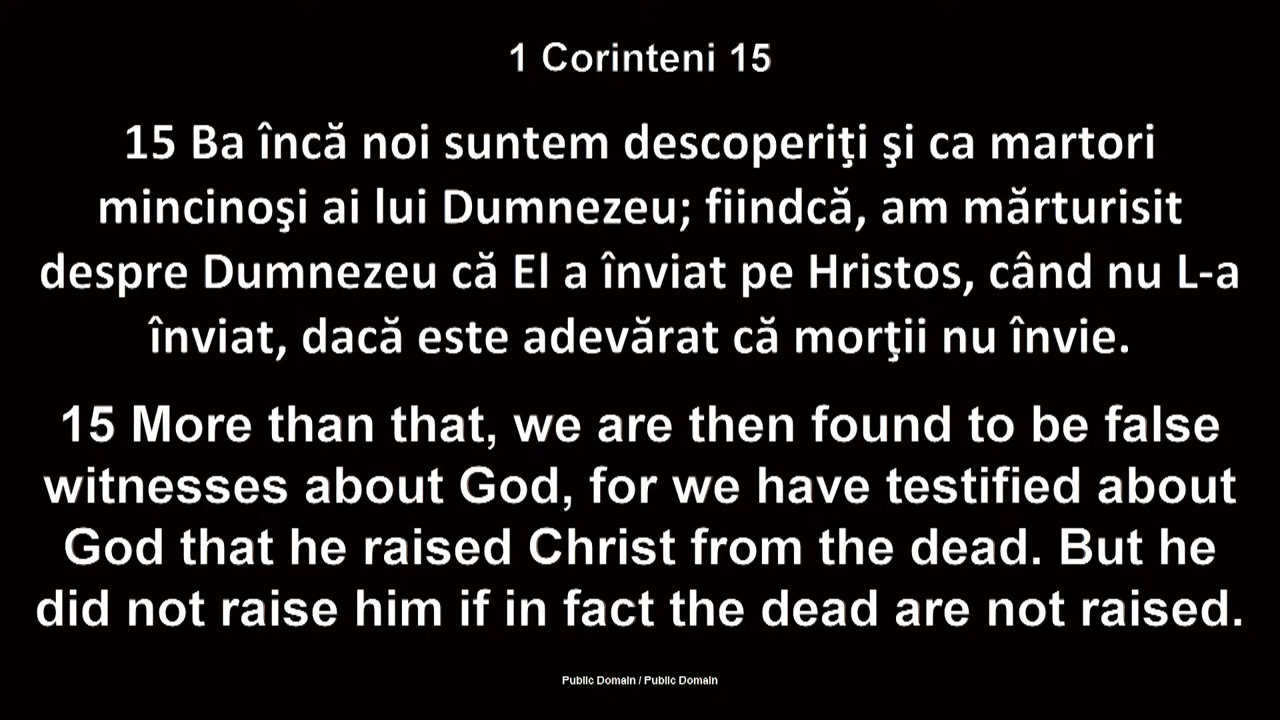 1 Corinteni 15
15 Ba încă noi suntem descoperiţi şi ca martori
mincinoşi ai lui Dumnezeu; fiindcă, am mărturisit
despre Dumnezeu că El a înviat pe Hristos, când nu L-a
înviat, dacă este adevărat că morţii nu învie.
15 More than that, we are then found to be false
witnesses about God, for we have testified about
God that he raised Christ from the dead. But he
did not raise him if in fact the dead are not raised.
Public Domain / Public Domain